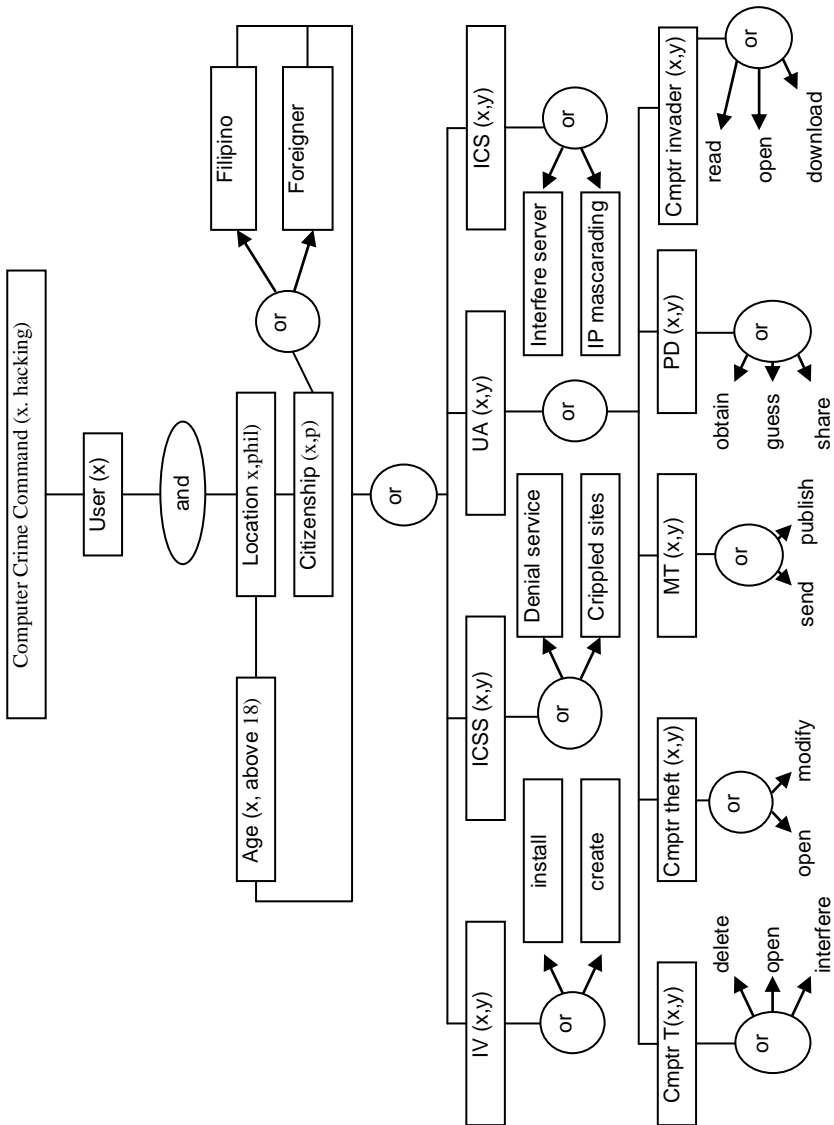 Computer Crime Command (x. hacking)
User (x)
and
Age (x, above 18)
Location x,phil)
Citizenship (x,p)
or
Filipino
Foreigner
or
IV (x,y)
ICSS (x,y)
UA (x,y)
ICS (x,y)
or
install
create
or
Denial service
Crippled sites
or
or
Interfere server
IP mascarading
Cmptr T(x,y)
Cmptr theft (x,y)
MT (x,y)
PD (x,y)
Cmptr invader (x,y)
or
delete
open
interfere
or
open
modify
or
send
publish
or
obtain
guess
share
or
read
open
download